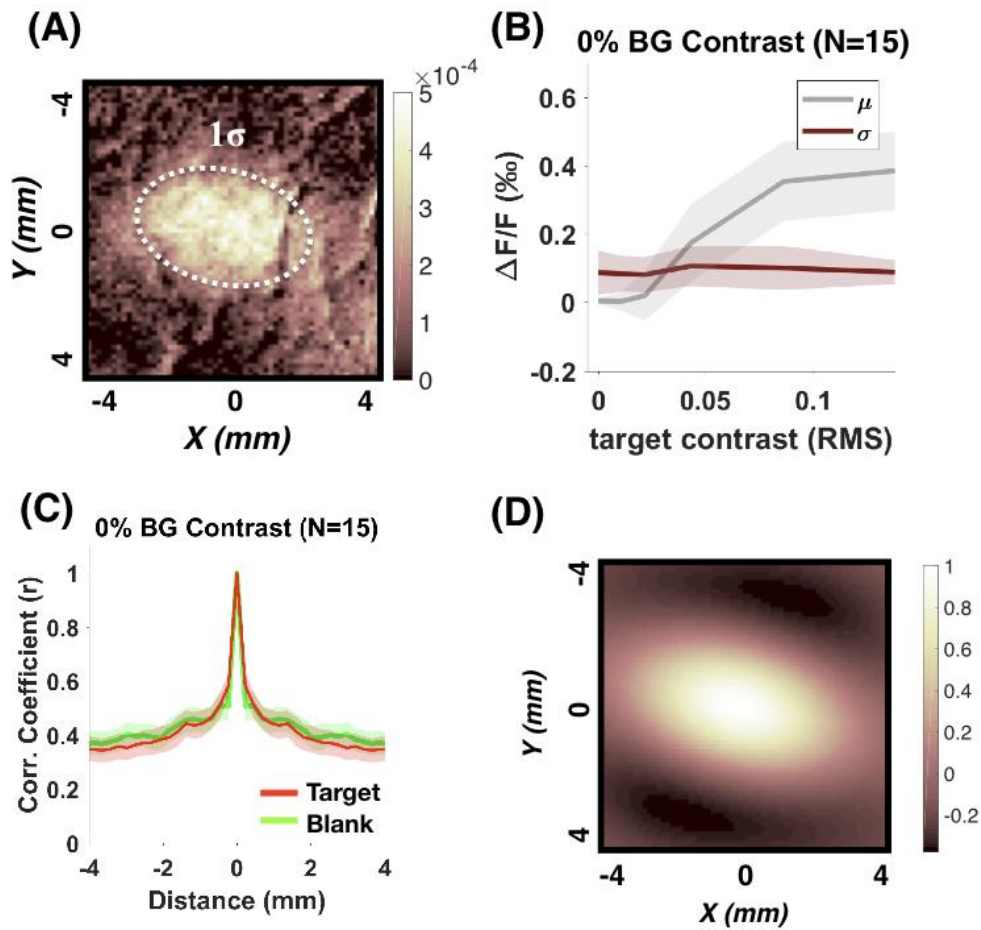 (A)
×10⁻⁴
-4
0
4
Y (mm)
1σ
5
4
3
2
1
0
-4 0 4
X (mm)
(B)
0% BG Contrast (N=15)
0.6
0.4
0.2
0
-0.2
ΔF/F (‰)
μ
σ
0 0.05 0.1
target contrast (RMS)
(C)
0% BG Contrast (N=15)
1
0.8
0.6
0.4
0.2
0
Corr. Coefficient (r)
Target
Blank
-4 -2 0 2 4
Distance (mm)
(D)
-4
0
4
Y (mm)
1
0.8
0.6
0.4
0.2
0
-0.2
-4 0 4
X (mm)